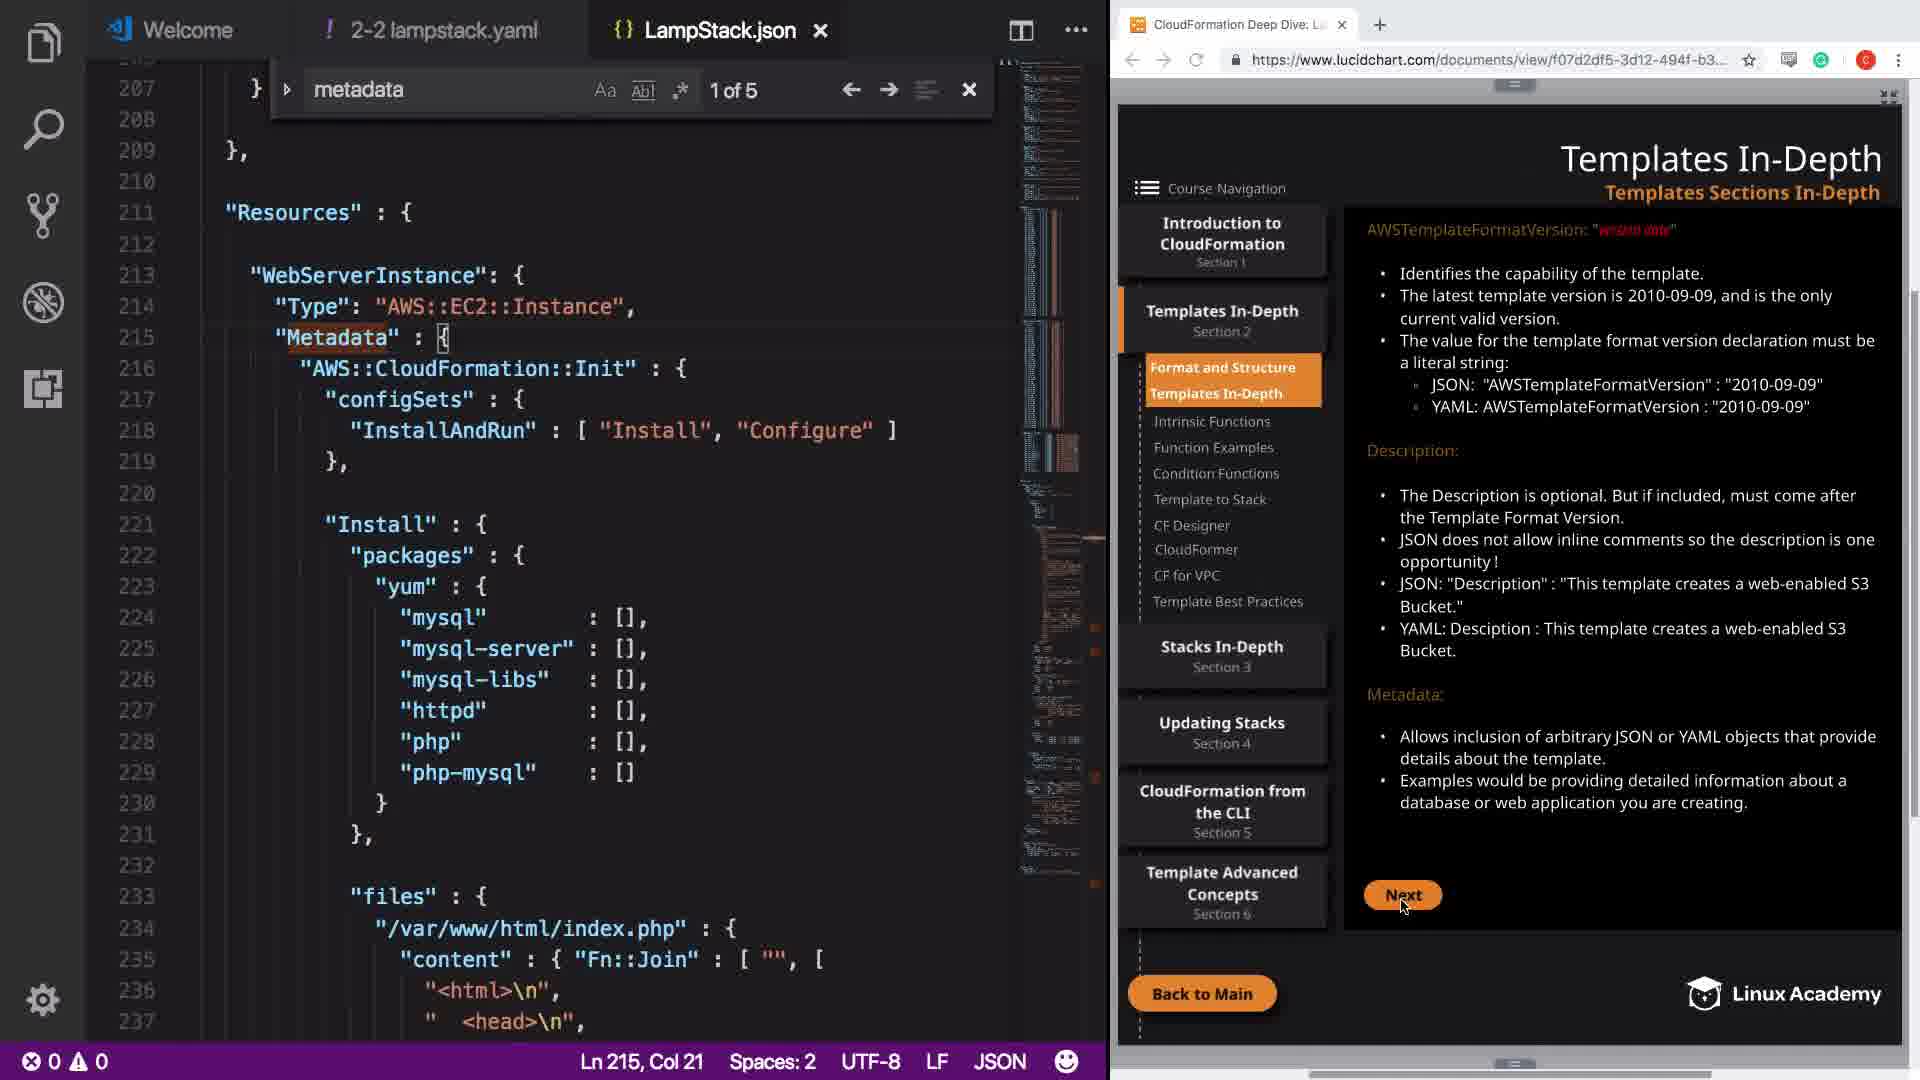 Welcome
! 2-2 lampstack.yaml
{} LampStack.json
metadata
Aa Abl .* 1 of 5
207 }
208
209 },
210
211 "Resources" : {
212
213 "WebServerInstance": {
214 "Type": "AWS::EC2::Instance",
215 "Metadata" : {
216 "AWS::CloudFormation::Init" : {
217 "configSets" : {
218 "InstallAndRun" : [ "Install", "Configure" ]
219 },
220
221 "Install" : {
222 "packages" : {
223 "yum" : {
224 "mysql" : [],
225 "mysql-server" : [],
226 "mysql-libs" : [],
227 "httpd" : [],
228 "php" : [],
229 "php-mysql" : []
230 }
231 },
232
233 "files" : {
234 "/var/www/html/index.php" : {
235 "content" : { "Fn::Join" : [ "", [
236 "<html>\n",
237 "  <head>\n",
0 0
Ln 215, Col 21 Spaces: 2 UTF-8 LF JSON
CloudFormation Deep Dive: L
https://www.lucidchart.com/documents/view/f07d2df5-3d12-494f-b3...
C
Templates In-Depth
Templates Sections In-Depth
Course Navigation
Introduction to
CloudFormation
Section 1
Templates In-Depth
Section 2
Format and Structure
Templates In-Depth
Intrinsic Functions
Function Examples
Condition Functions
Template to Stack
CF Designer
CloudFormer
CF for VPC
Template Best Practices
Stacks In-Depth
Section 3
Updating Stacks
Section 4
CloudFormation from
the CLI
Section 5
Template Advanced
Concepts
Section 6
Back to Main
AWSTemplateFormatVersion: "version date"
• Identifies the capability of the template.
• The latest template version is 2010-09-09, and is the only
current valid version.
• The value for the template format version declaration must be
a literal string:
◦ JSON: "AWSTemplateFormatVersion" : "2010-09-09"
◦ YAML: AWSTemplateFormatVersion : "2010-09-09"
Description:
• The Description is optional. But if included, must come after
the Template Format Version.
• JSON does not allow inline comments so the description is one
opportunity!
• JSON: "Description" : "This template creates a web-enabled S3
Bucket."
• YAML: Desciption : This template creates a web-enabled S3
Bucket.
Metadata:
• Allows inclusion of arbitrary JSON or YAML objects that provide
details about the template.
• Examples would be providing detailed information about a
database or web application you are creating.
Next
Linux Academy